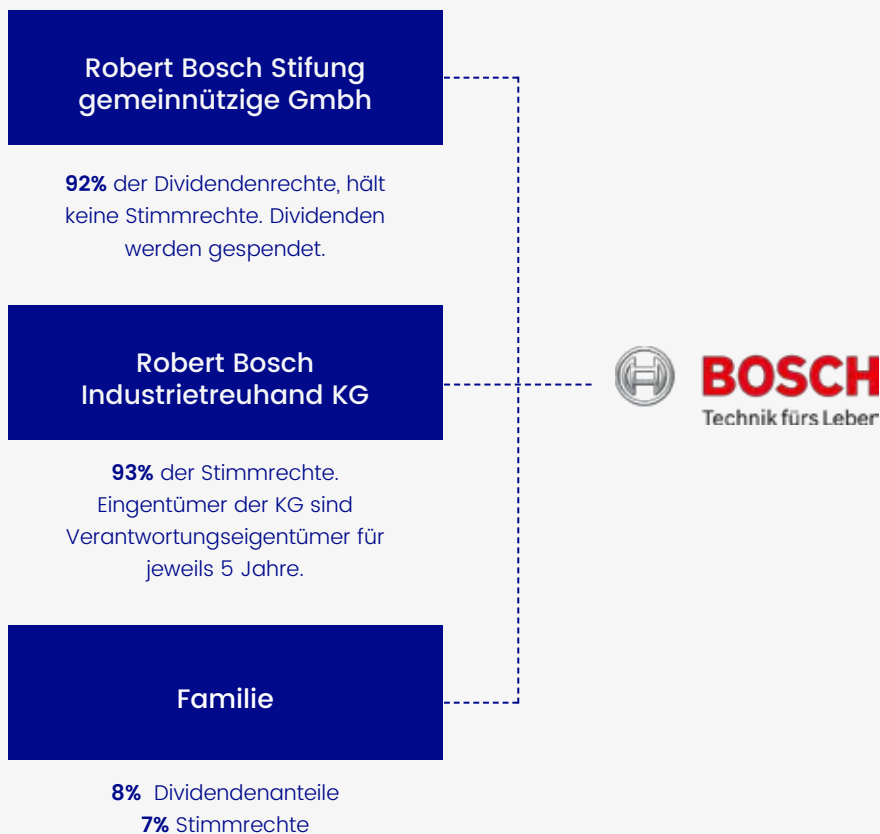 Robert Bosch Stifung
gemeinnützige Gmbh
92% der Dividendenrechte, hält
keine Stimmrechte. Dividenden
werden gespendet.
Robert Bosch
Industrietreuhand KG
BOSCH
Technik fürs Leben
93% der Stimmrechte.
Eingentümer der KG sind
Verantwortungseigentümer für
jeweils 5 Jahre.
Familie
8% Dividendenanteile
7% Stimmrechte